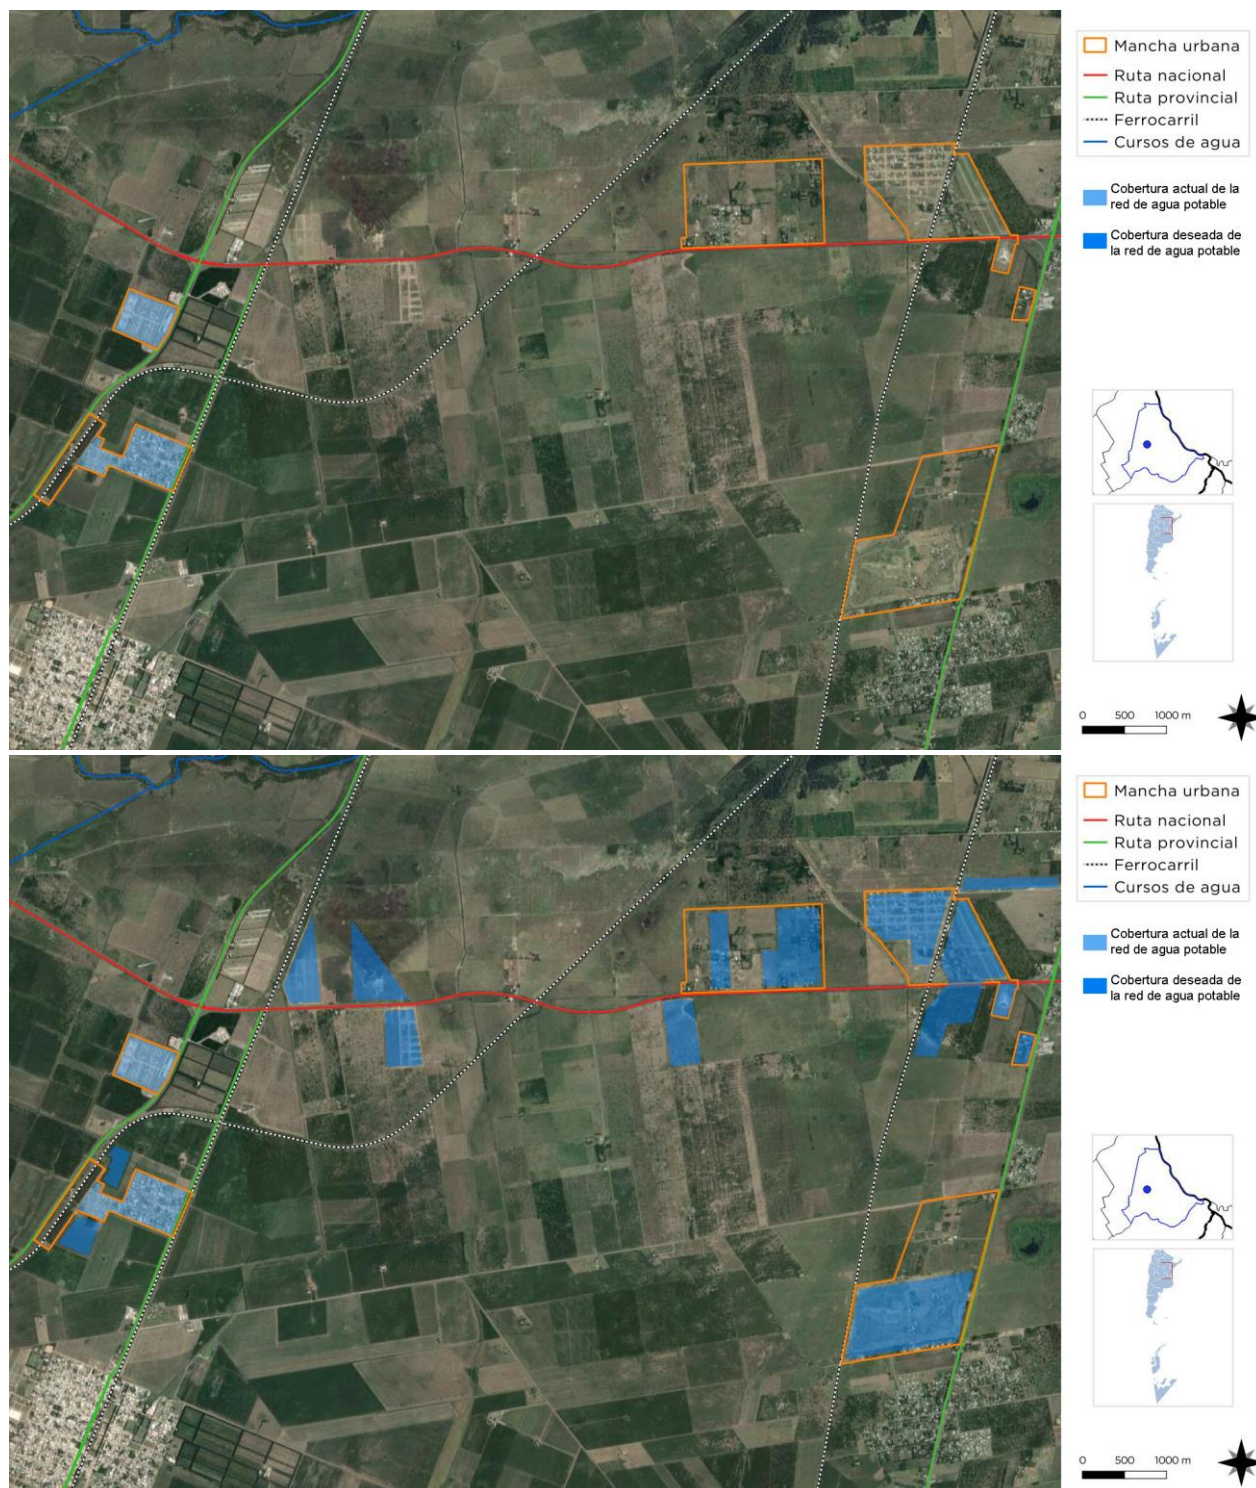 Mancha urbana
Ruta nacional
Ruta provincial
Ferrocarril
Cursos de agua
Cobertura actual de la
red de agua potable
Cobertura deseada de
la red de agua potable
0 500 1000 m
Mancha urbana
Ruta nacional
Ruta provincial
Ferrocarril
Cursos de agua
Cobertura actual de la
red de agua potable
Cobertura deseada de
la red de agua potable
0 500 1000 m